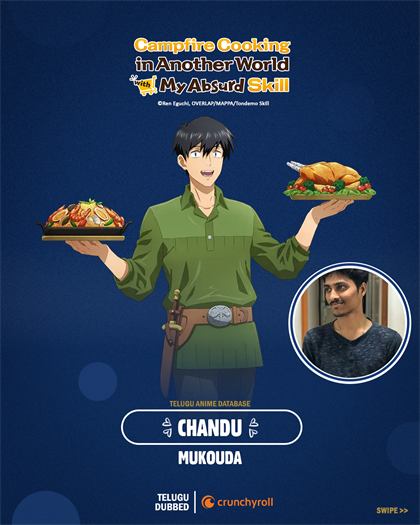 Campfire Cooking
in Another World
with My Absurd Skill
©Ren Eguchi, OVERLAP/MAPPA/Tondemo Skill
TELUGU ANIME DATABASE
CHANDU
MUKOUDA
TELUGU
DUBBED
crunchyroll
SWIPE >>